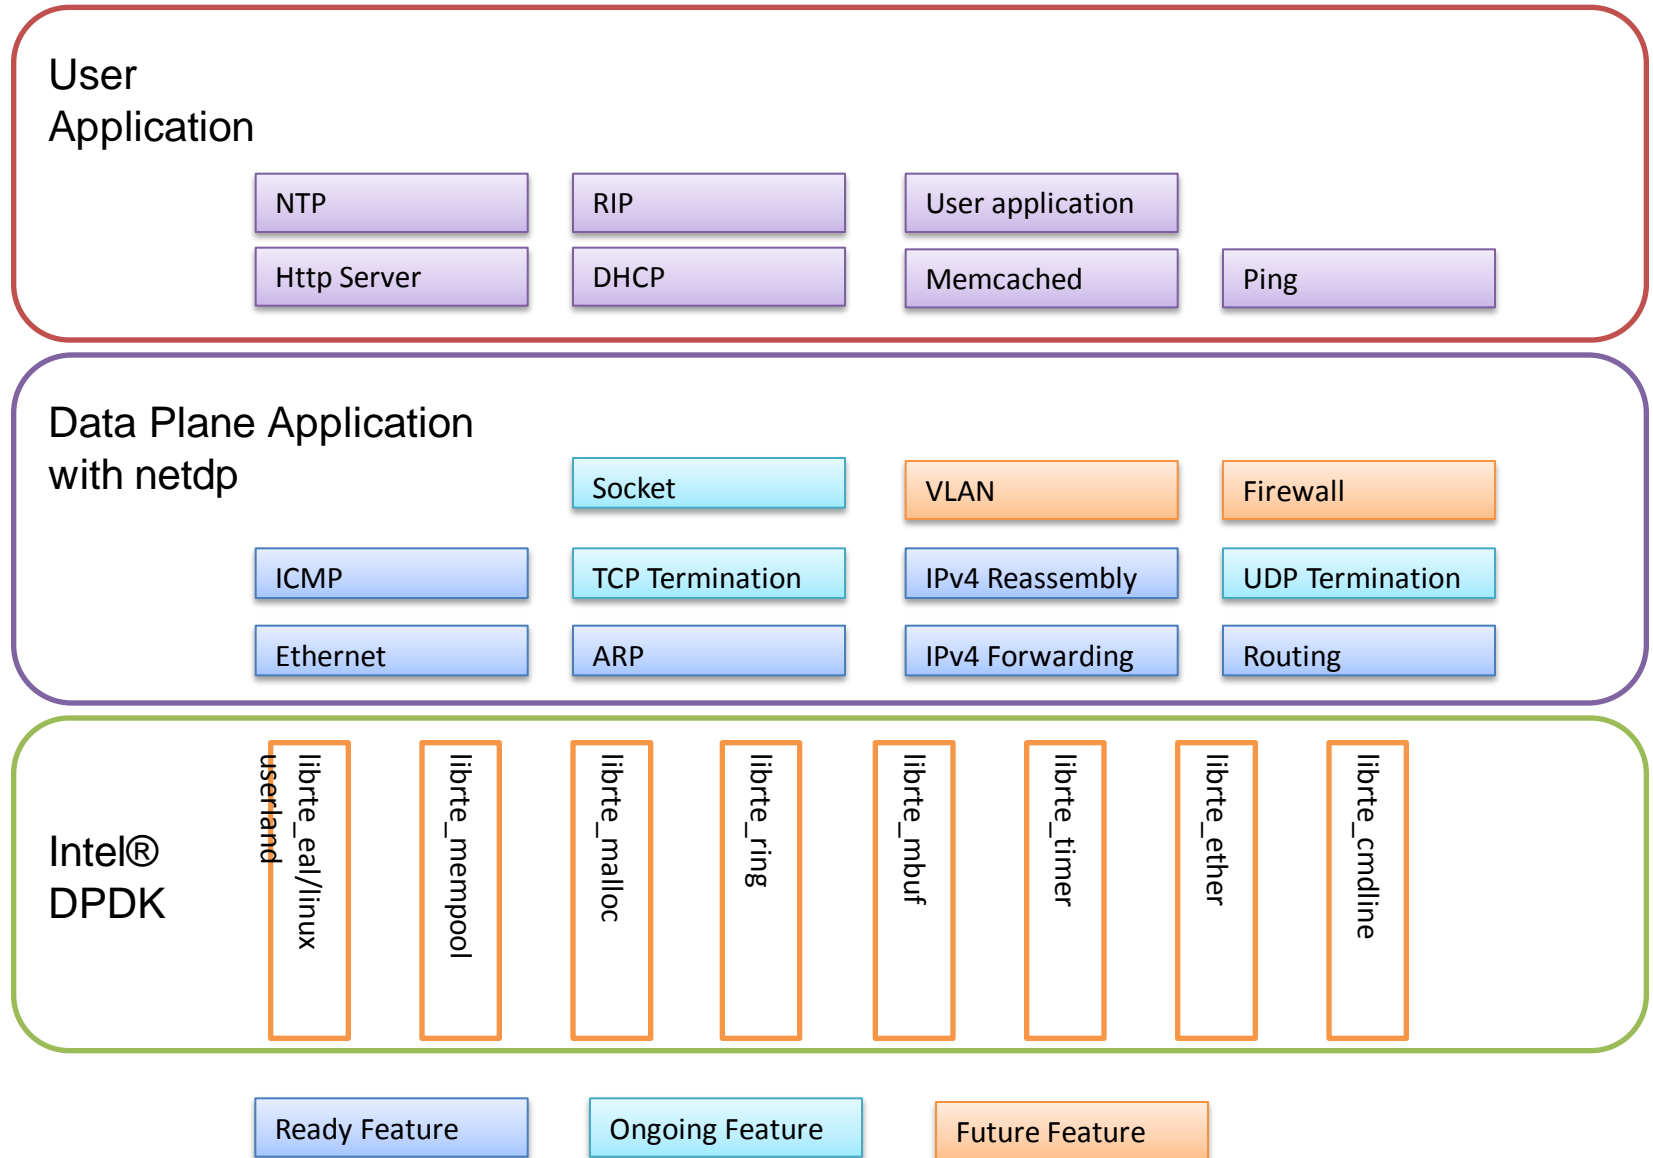 User
Application
NTP
RIP
User application
Http Server
DHCP
Memcached
Ping
Data Plane Application
with netdp
Socket
VLAN
Firewall
ICMP
TCP Termination
IPv4 Reassembly
UDP Termination
Ethernet
ARP
IPv4 Forwarding
Routing
Intel®
DPDK
librte_eal/linux
userland
librte_mempool
librte_malloc
librte_ring
librte_mbuf
librte_timer
librte_ether
librte_cmdline
Ready Feature
Ongoing Feature
Future Feature